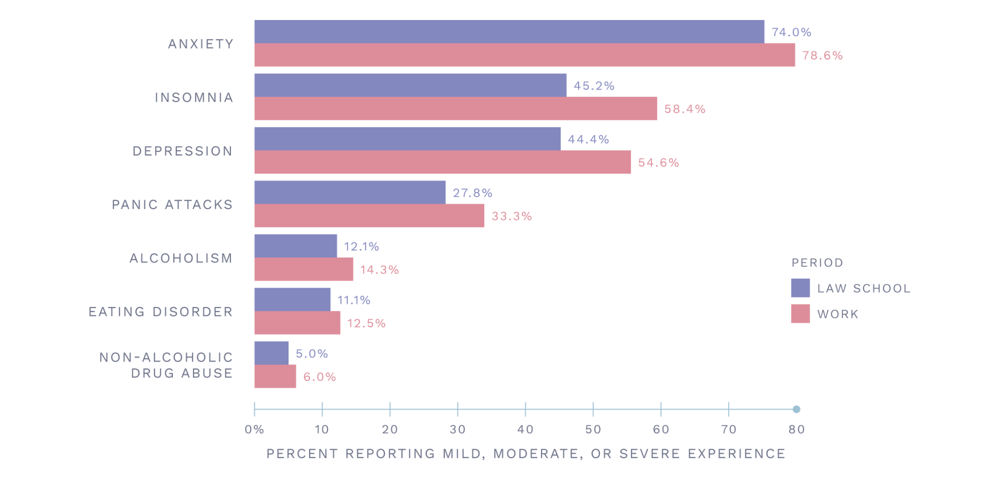 ANXIETY
74.0%
78.6%
INSOMNIA
45.2%
58.4%
DEPRESSION
44.4%
54.6%
PANIC ATTACKS
27.8%
33.3%
ALCOHOLISM
12.1%
14.3%
EATING DISORDER
11.1%
12.5%
NON-ALCOHOLIC
DRUG ABUSE
5.0%
6.0%
PERIOD
LAW SCHOOL
WORK
0% 10 20 30 40 50 60 70 80
PERCENT REPORTING MILD, MODERATE, OR SEVERE EXPERIENCE